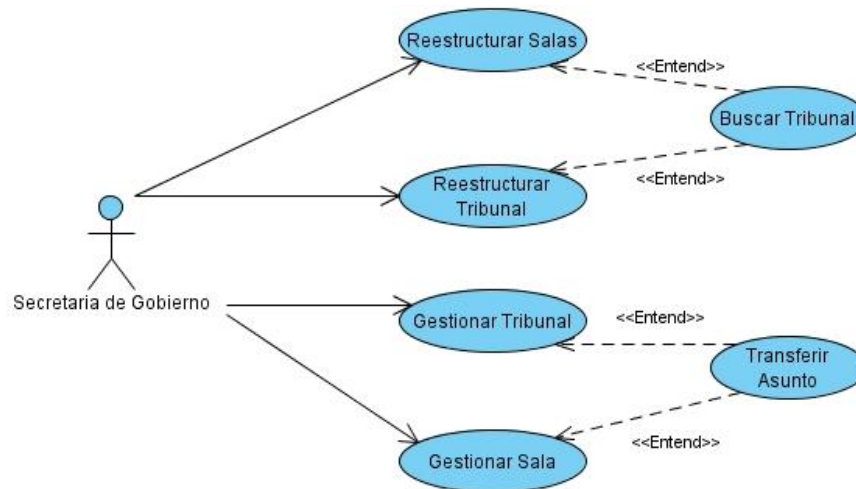 Reestructurar Salas
<<Entend>>
Buscar Tribunal
Reestructurar
Tribunal
<<Entend>>
Secretaria de Gobierno
Gestionar Tribunal
<<Entend>>
Transferir
Asunto
<<Entend>>
Gestionar Sala